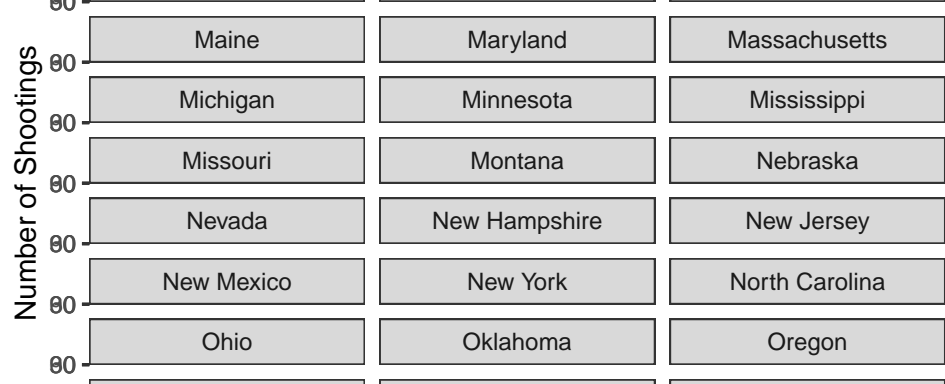 Number of Shootings
Maine Maryland Massachusetts
Michigan Minnesota Mississippi
Missouri Montana Nebraska
Nevada New Hampshire New Jersey
New Mexico New York North Carolina
Ohio Oklahoma Oregon